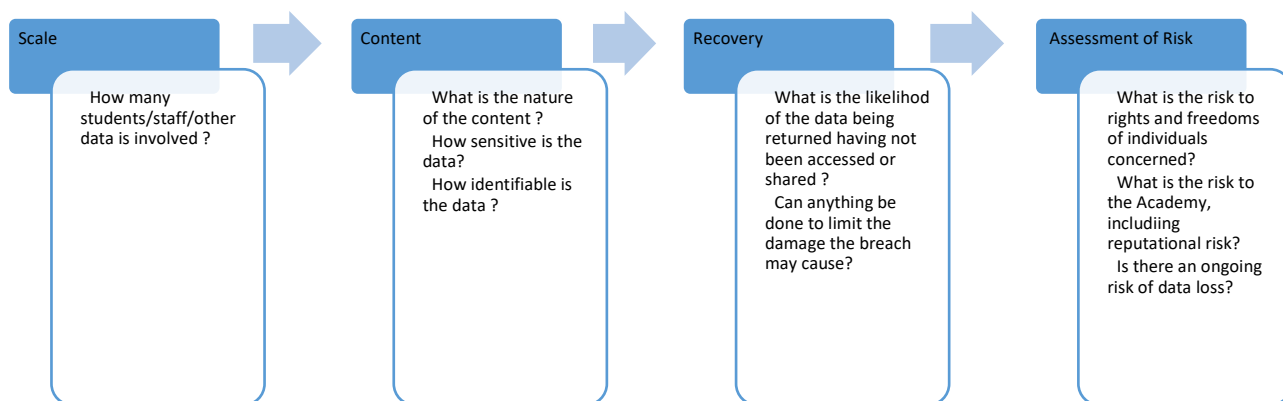 Scale
How many
students/staff/other
data is involved ?
Content
What is the nature
of the content ?
How sensitive is the
data?
How identifiable is
the data ?
Recovery
What is the likelihod
of the data being
returned having not
been accessed or
shared ?
Can anything be
done to limit the
damage the breach
may cause?
Assessment of Risk
What is the risk to
rights and freedoms
of individuals
concerned?
What is the risk to
the Academy,
includiing
reputational risk?
Is there an ongoing
risk of data loss?